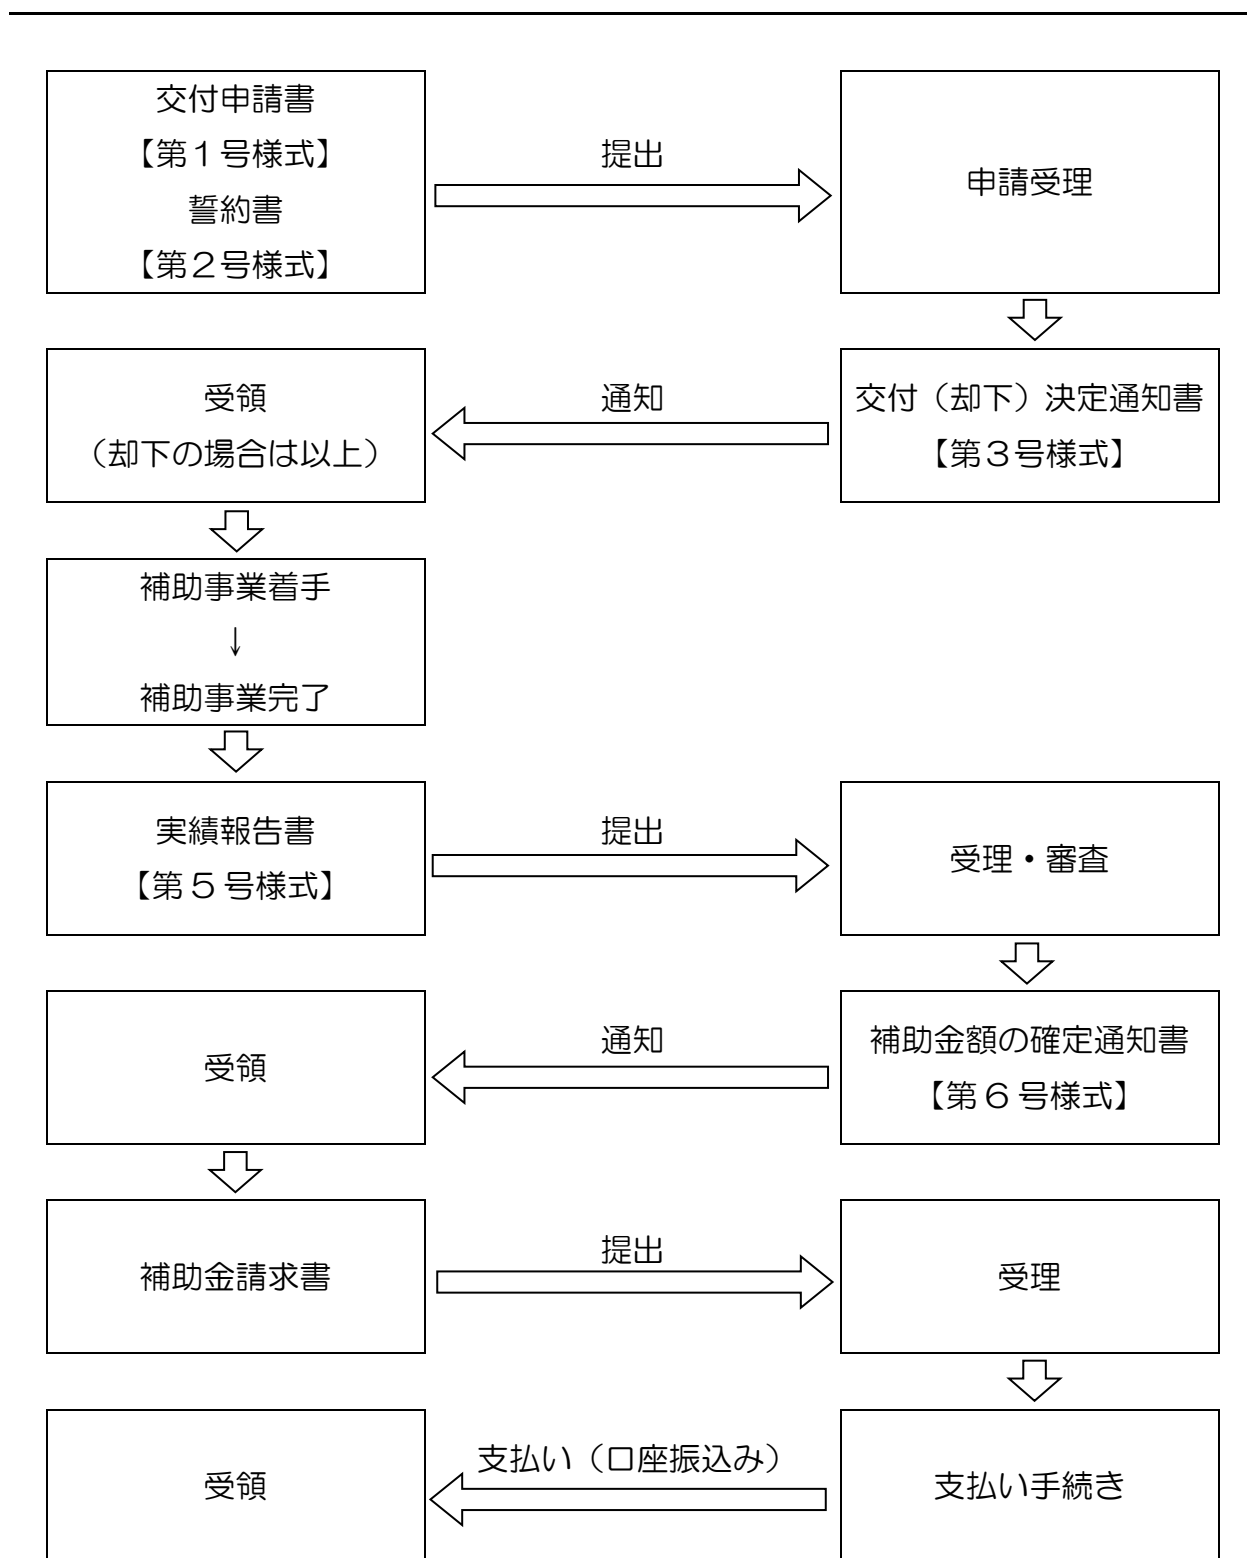 交付申請書
【第１号様式】
誓約書
【第２号様式】
提出
申請受理
受領
（却下の場合は以上）
通知
交付（却下）決定通知書
【第３号様式】
補助事業着手
↓
補助事業完了
実績報告書
【第５号様式】
提出
受理・審査
受領
通知
補助金額の確定通知書
【第６号様式】
補助金請求書
提出
受理
受領
支払い（口座振込み）
支払い手続き